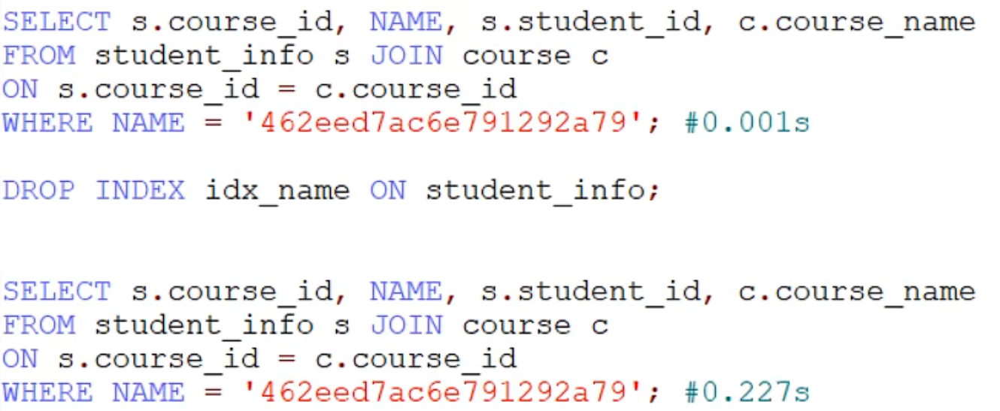 SELECT s.course_id, NAME, s.student_id, c.course_name
FROM student_info s JOIN course c
ON s.course_id = c.course_id
WHERE NAME = '462eed7ac6e791292a79'; #0.001s
DROP INDEX idx_name ON student_info;
SELECT s.course_id, NAME, s.student_id, c.course_name
FROM student_info s JOIN course c
ON s.course_id = c.course_id
WHERE NAME = '462eed7ac6e791292a79'; #0.227s